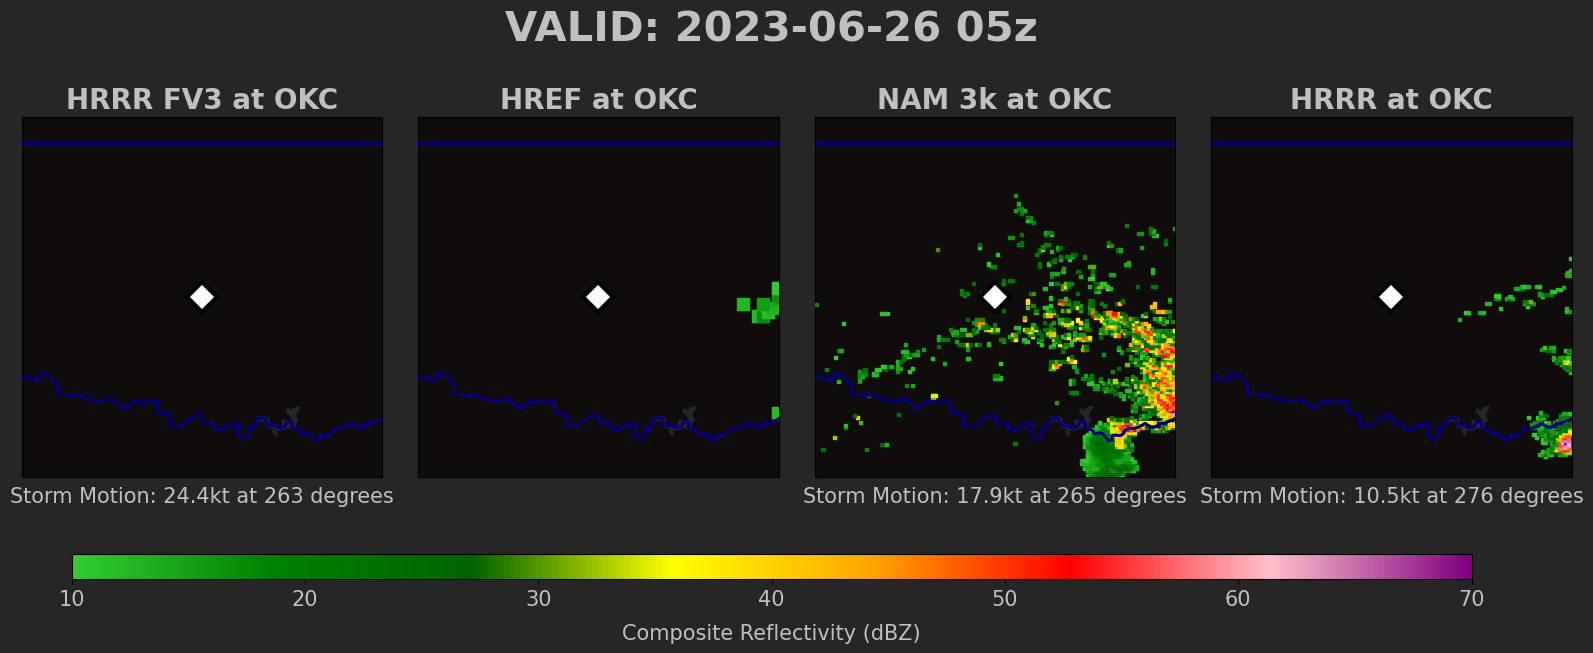 VALID: 2023-06-26 05z
HRRR FV3 at OKC
HREF at OKC
NAM 3k at OKC
HRRR at OKC
Storm Motion: 24.4kt at 263 degrees
Storm Motion: 17.9kt at 265 degrees
Storm Motion: 10.5kt at 276 degrees
10 20 30 40 50 60 70
Composite Reflectivity (dBZ)